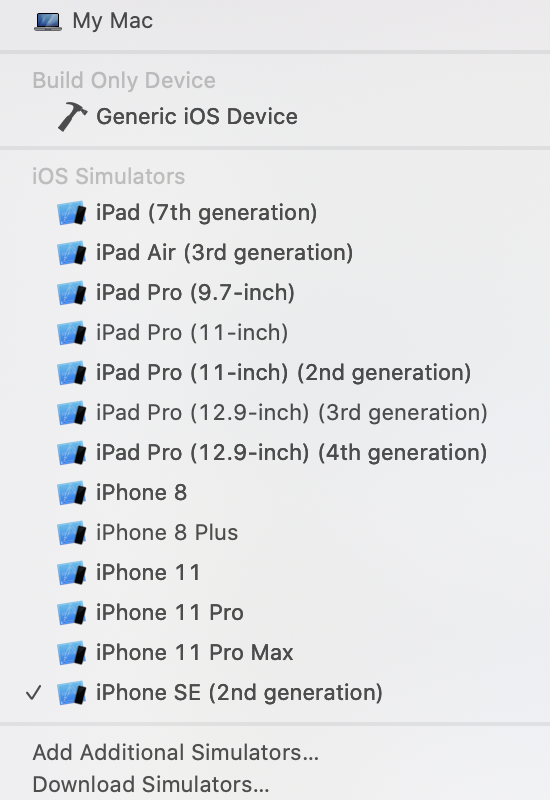 My Mac
Build Only Device
Generic iOS Device
iOS Simulators
iPad (7th generation)
iPad Air (3rd generation)
iPad Pro (9.7-inch)
iPad Pro (11-inch)
iPad Pro (11-inch) (2nd generation)
iPad Pro (12.9-inch) (3rd generation)
iPad Pro (12.9-inch) (4th generation)
iPhone 8
iPhone 8 Plus
iPhone 11
iPhone 11 Pro
iPhone 11 Pro Max
✓ iPhone SE (2nd generation)
Add Additional Simulators...
Download Simulators...